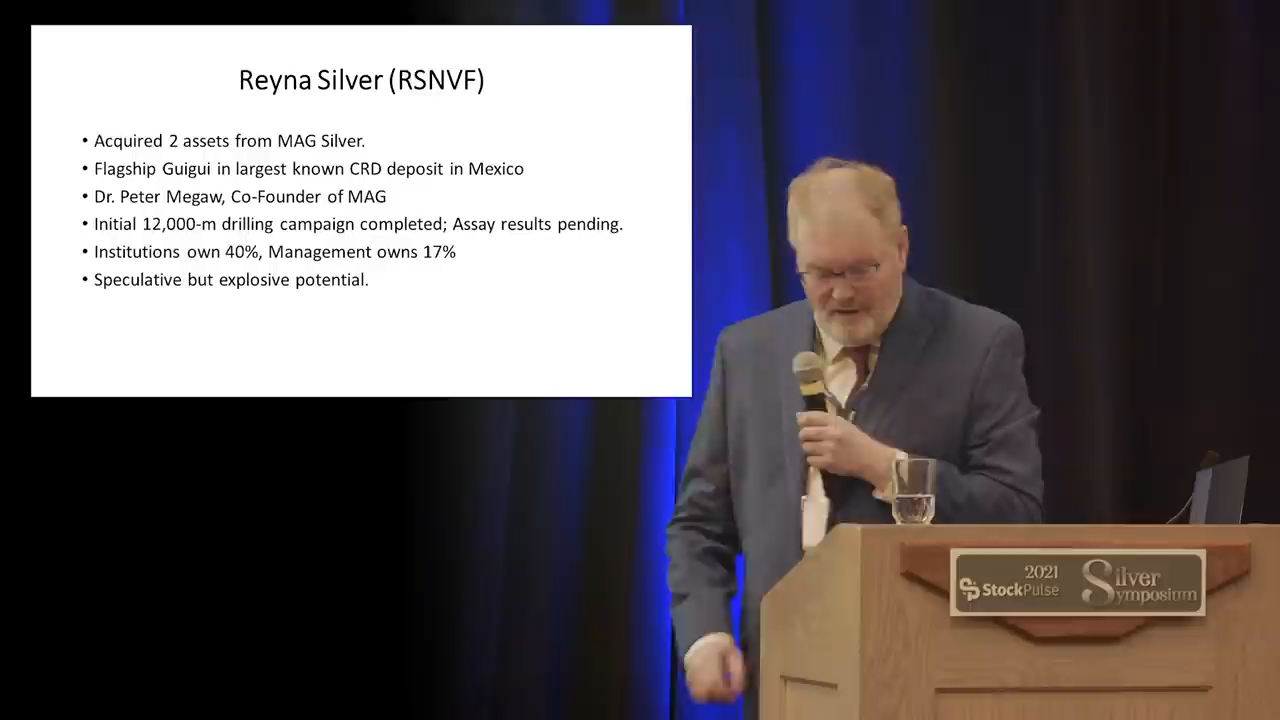 Reyna Silver (RSNVF)
• Acquired 2 assets from MAG Silver.
• Flagship Guigui in largest known CRD deposit in Mexico
• Dr. Peter Megaw, Co-Founder of MAG
• Initial 12,000-m drilling campaign completed; Assay results pending.
• Institutions own 40%, Management owns 17%
• Speculative but explosive potential.
2021
StockPulse
Silver
Symposium